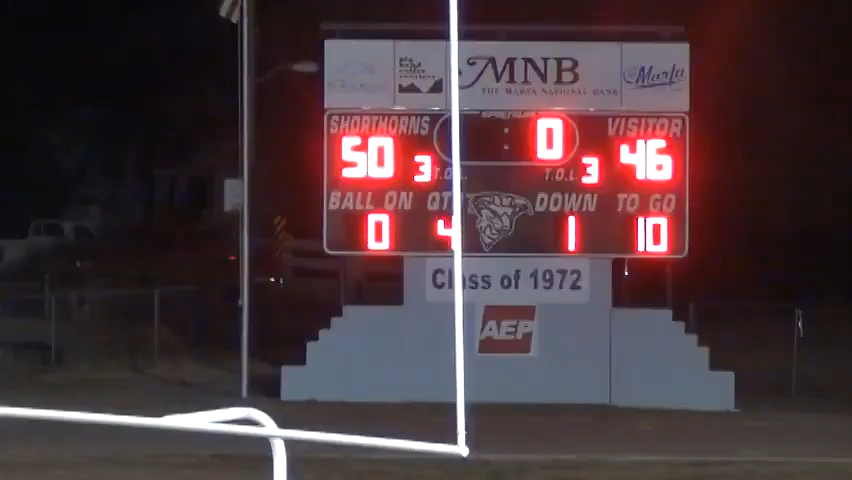 MNB
THE MARFA NATIONAL BANK
Marfa
SHORTHORNS : 0 VISITOR
50 3 T.O.L. T.O.L. 3 46
BALL ON QTR DOWN TO GO
0 4 1 10
Class of 1972
AEP